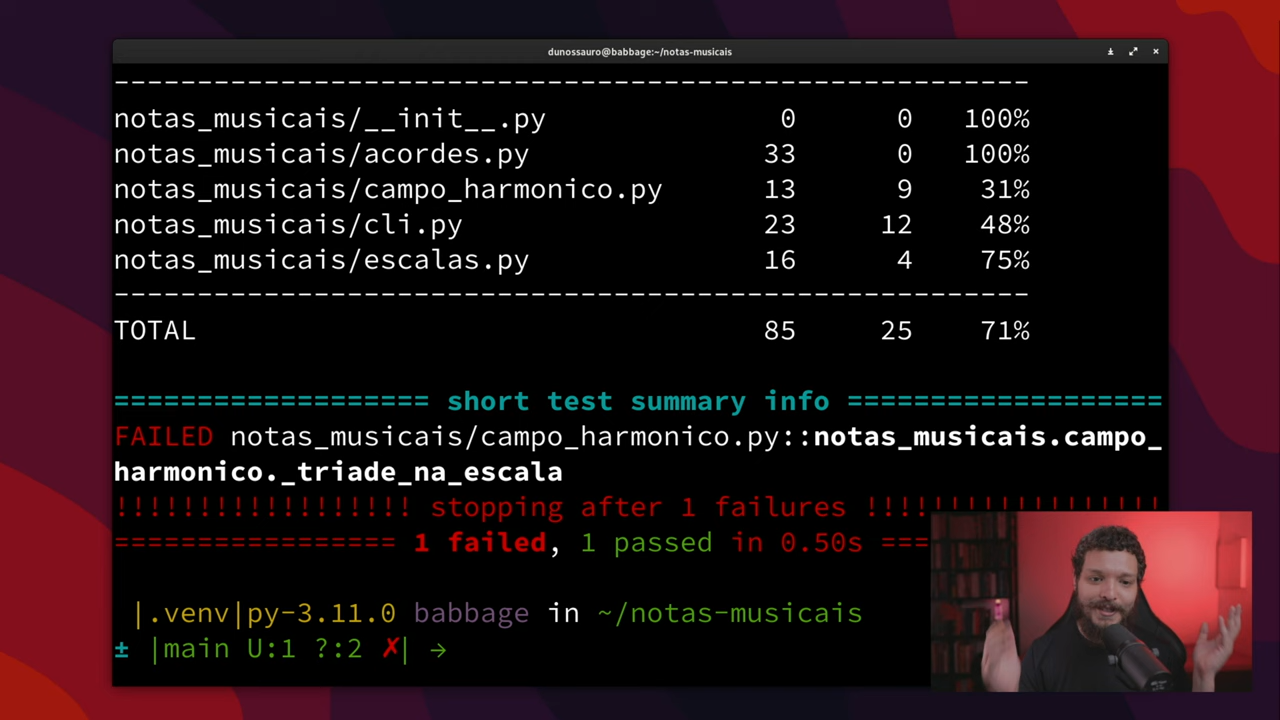 dunossauro@babbage:~/notas-musicais
------------------------------------------------------
notas_musicais/__init__.py 0 0 100%
notas_musicais/acordes.py 33 0 100%
notas_musicais/campo_harmonico.py 13 9 31%
notas_musicais/cli.py 23 12 48%
notas_musicais/escalas.py 16 4 75%
------------------------------------------------------
TOTAL 85 25 71%
=================== short test summary info ===================
FAILED notas_musicais/campo_harmonico.py::notas_musicais.campo_
harmonico._triade_na_escala
!!!!!!!!!!!!!!!!!! stopping after 1 failures !!!!!!!!!!!!!!!!!!
================= 1 failed, 1 passed in 0.50s ===
|.venv|py-3.11.0 babbage in ~/notas-musicais
± |main U:1 ?:2 ✗| →